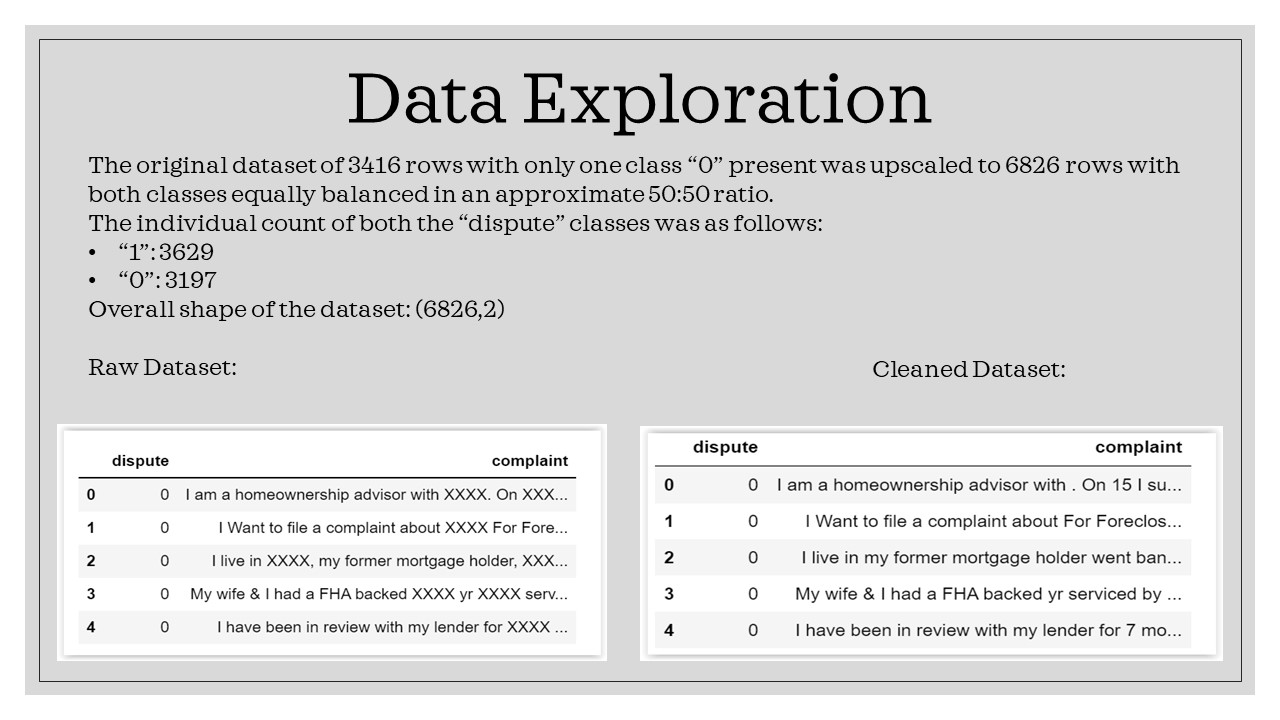 Data Exploration
The original dataset of 3416 rows with only one class “0” present was upscaled to 6826 rows with
both classes equally balanced in an approximate 50:50 ratio.
The individual count of both the “dispute” classes was as follows:
• “1”: 3629
• “0”: 3197
Overall shape of the dataset: (6826,2)
Raw Dataset:
dispute complaint
0 0 I am a homeownership advisor with XXXX. On XXX...
1 0 I Want to file a complaint about XXXX For Fore...
2 0 I live in XXXX, my former mortgage holder, XXX...
3 0 My wife & I had a FHA backed XXXX yr XXXX serv...
4 0 I have been in review with my lender for XXXX ...
Cleaned Dataset:
dispute complaint
0 0 I am a homeownership advisor with . On 15 I su...
1 0 I Want to file a complaint about For Foreclos...
2 0 I live in my former mortgage holder went ban...
3 0 My wife & I had a FHA backed yr serviced by ...
4 0 I have been in review with my lender for 7 mo...